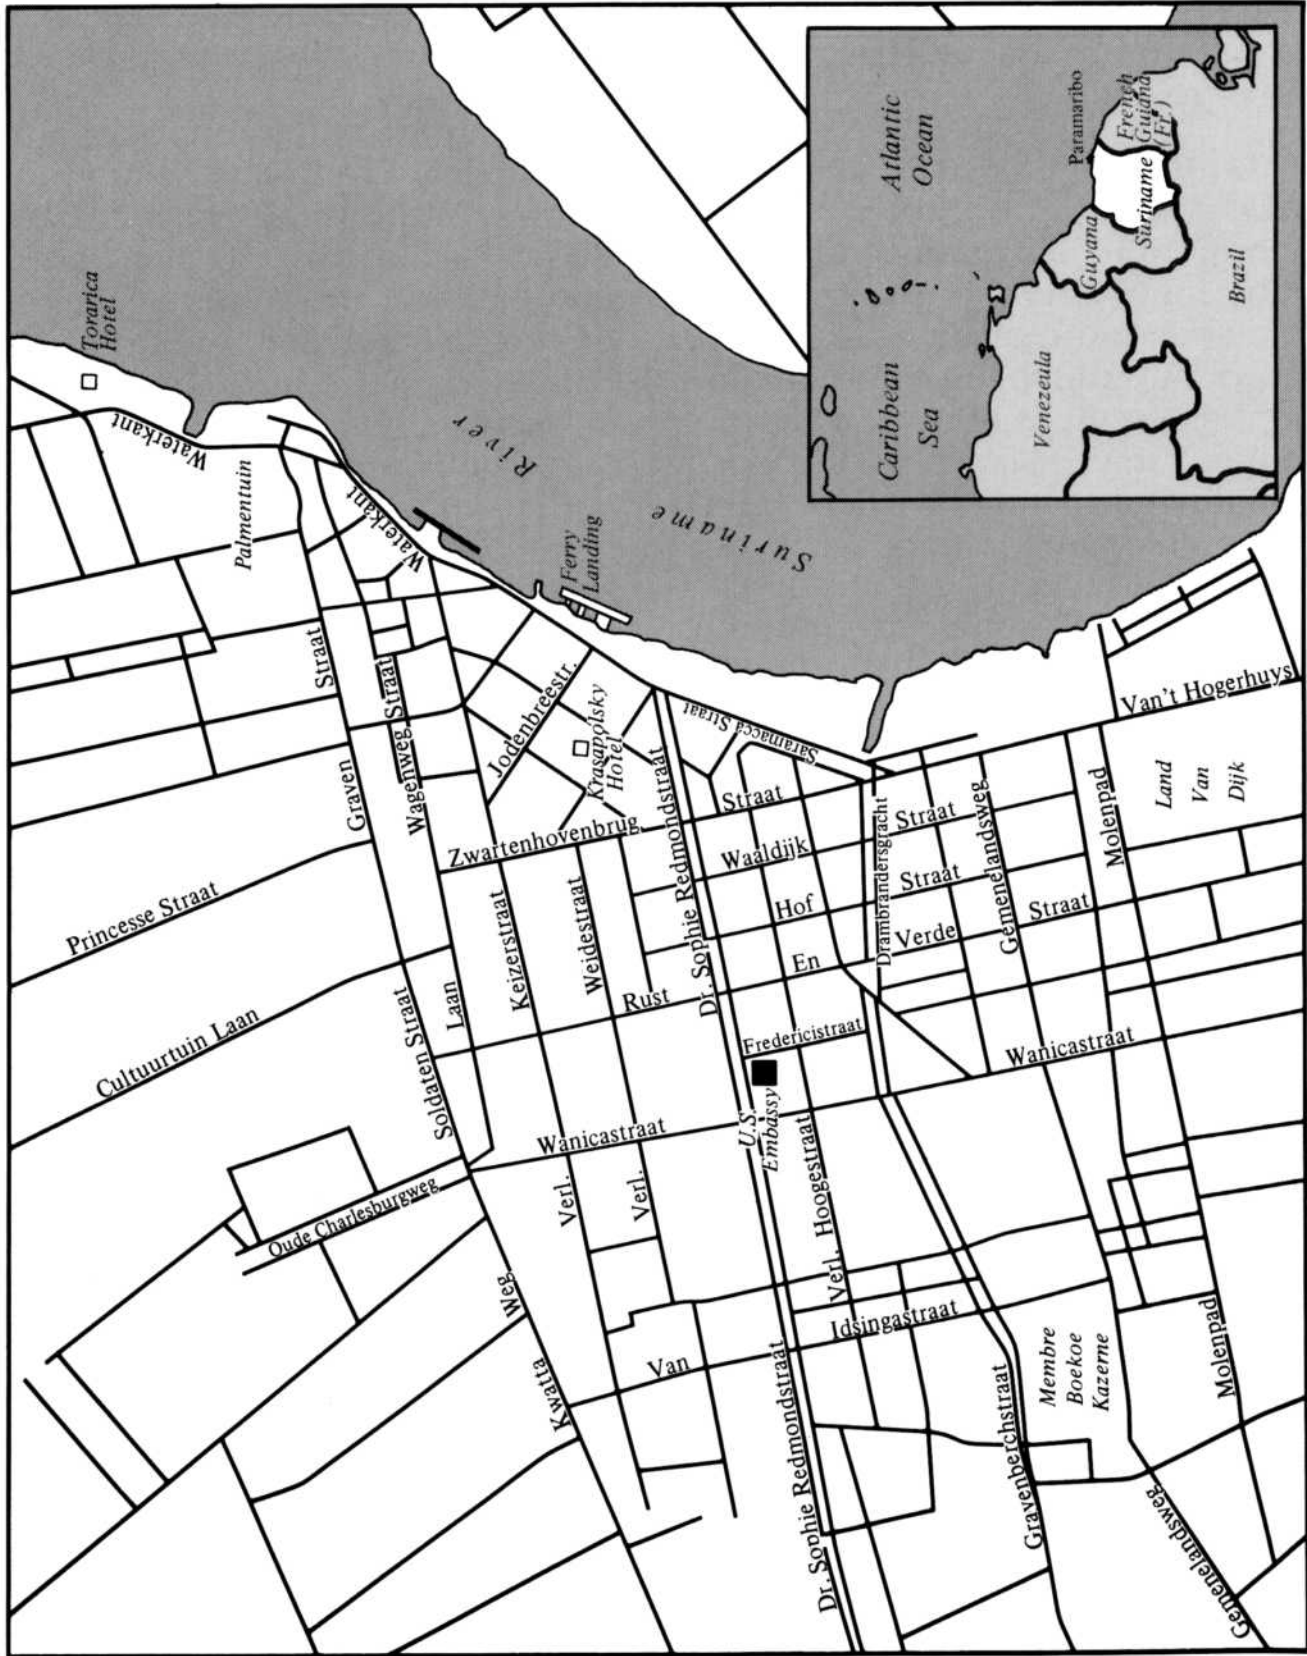 Torarica
Hotel
Waterkant
Palmentuin
Waterkant
Suriname
River
Ferry
Landing
Straat
Wagenweg Straat
Graven
Jodenbreestr.
Krasapolsky
Hotel
Saramacca Straat
Van't Hogerhuys
Land
Van
Dijk
Zwartenhovenbrug
Straat
Princesse Straat
Cultuurtuin Laan
Soldaten Straat
Laan
Keizerstraat
Weidestraat
Dr. Sophie Redmondstraat
Waaldijk
Straat
Hof
Straat
Rust
En
Verde
Straat
Drambrandersgracht
Gemenelandsweg
Molenpad
Fredericistraat
U.S.
Embassy
Wanicastraat
Wanicastraat
Oude Charlesburgweg
Verl.
Verl.
Verl. Hoogestraat
Kwatta
Weg
Van
Idsingastraat
Dr. Sophie Redmondstraat
Gravenberchstraat
Membre
Boekoe
Kazerne
Molenpad
Gemenelandsweg
Atlantic
Ocean
Caribbean
Sea
Paramaribo
French
Guiana
(Fr.)
Suriname
Guyana
Venezeula
Brazil